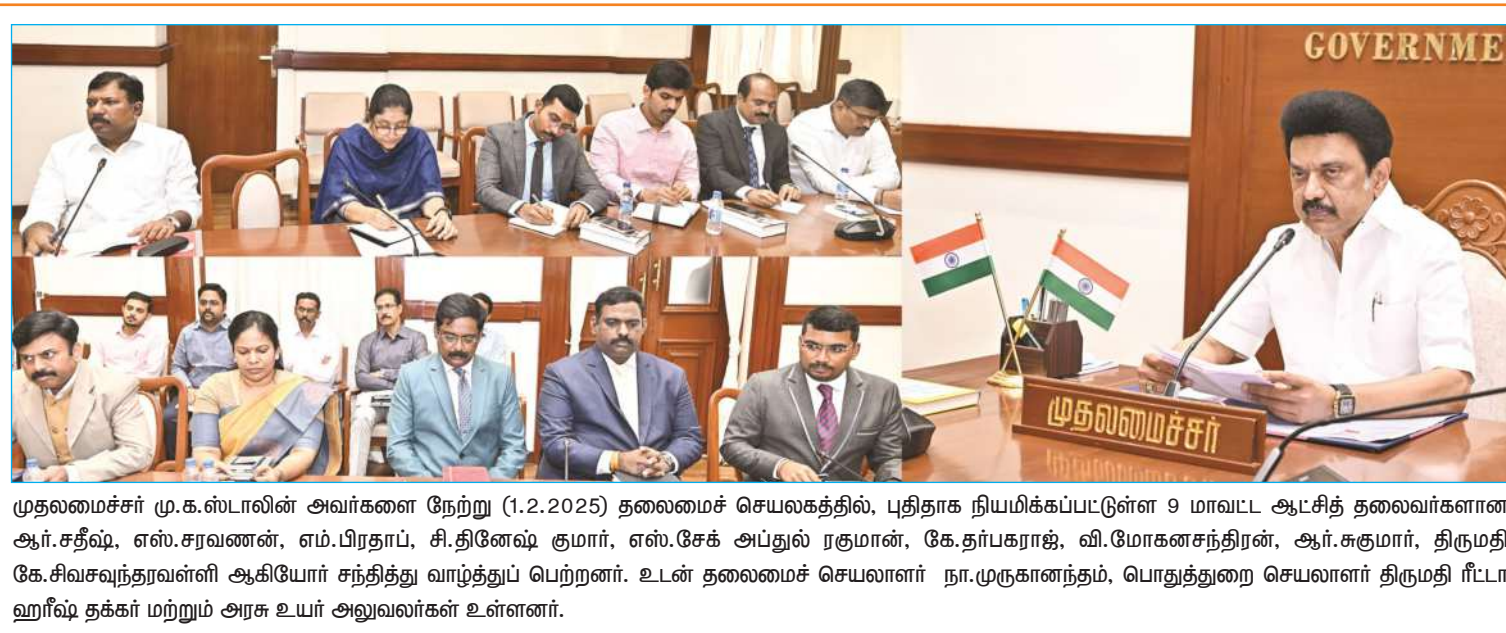 GOVERNME
முதலமைச்சர்
முதலமைச்சர் மு.க.ஸ்டாலின் அவர்களை நேற்று (1.2.2025) தலைமைச் செயலகத்தில், புதிதாக நியமிக்கப்பட்டுள்ள 9 மாவட்ட ஆட்சித் தலைவர்களான
ஆர்.சதீஷ், எஸ்.சரவணன், எம்.பிரதாப், சி.தினேஷ் குமார், எஸ்.சேக் அப்துல் ரகுமான், கே.தர்பகராஜ், வி.மோகனசந்திரன், ஆர்.சுகுமார், திருமதி
கே.சிவசவுந்தரவள்ளி ஆகியோர் சந்தித்து வாழ்த்துப் பெற்றனர். உடன் தலைமைச் செயலாளர் நா.முருகானந்தம், பொதுத்துறை செயலாளர் திருமதி ரீட்டா
ஹரீஷ் தக்கர் மற்றும் அரசு உயர் அலுவலர்கள் உள்ளனர்.